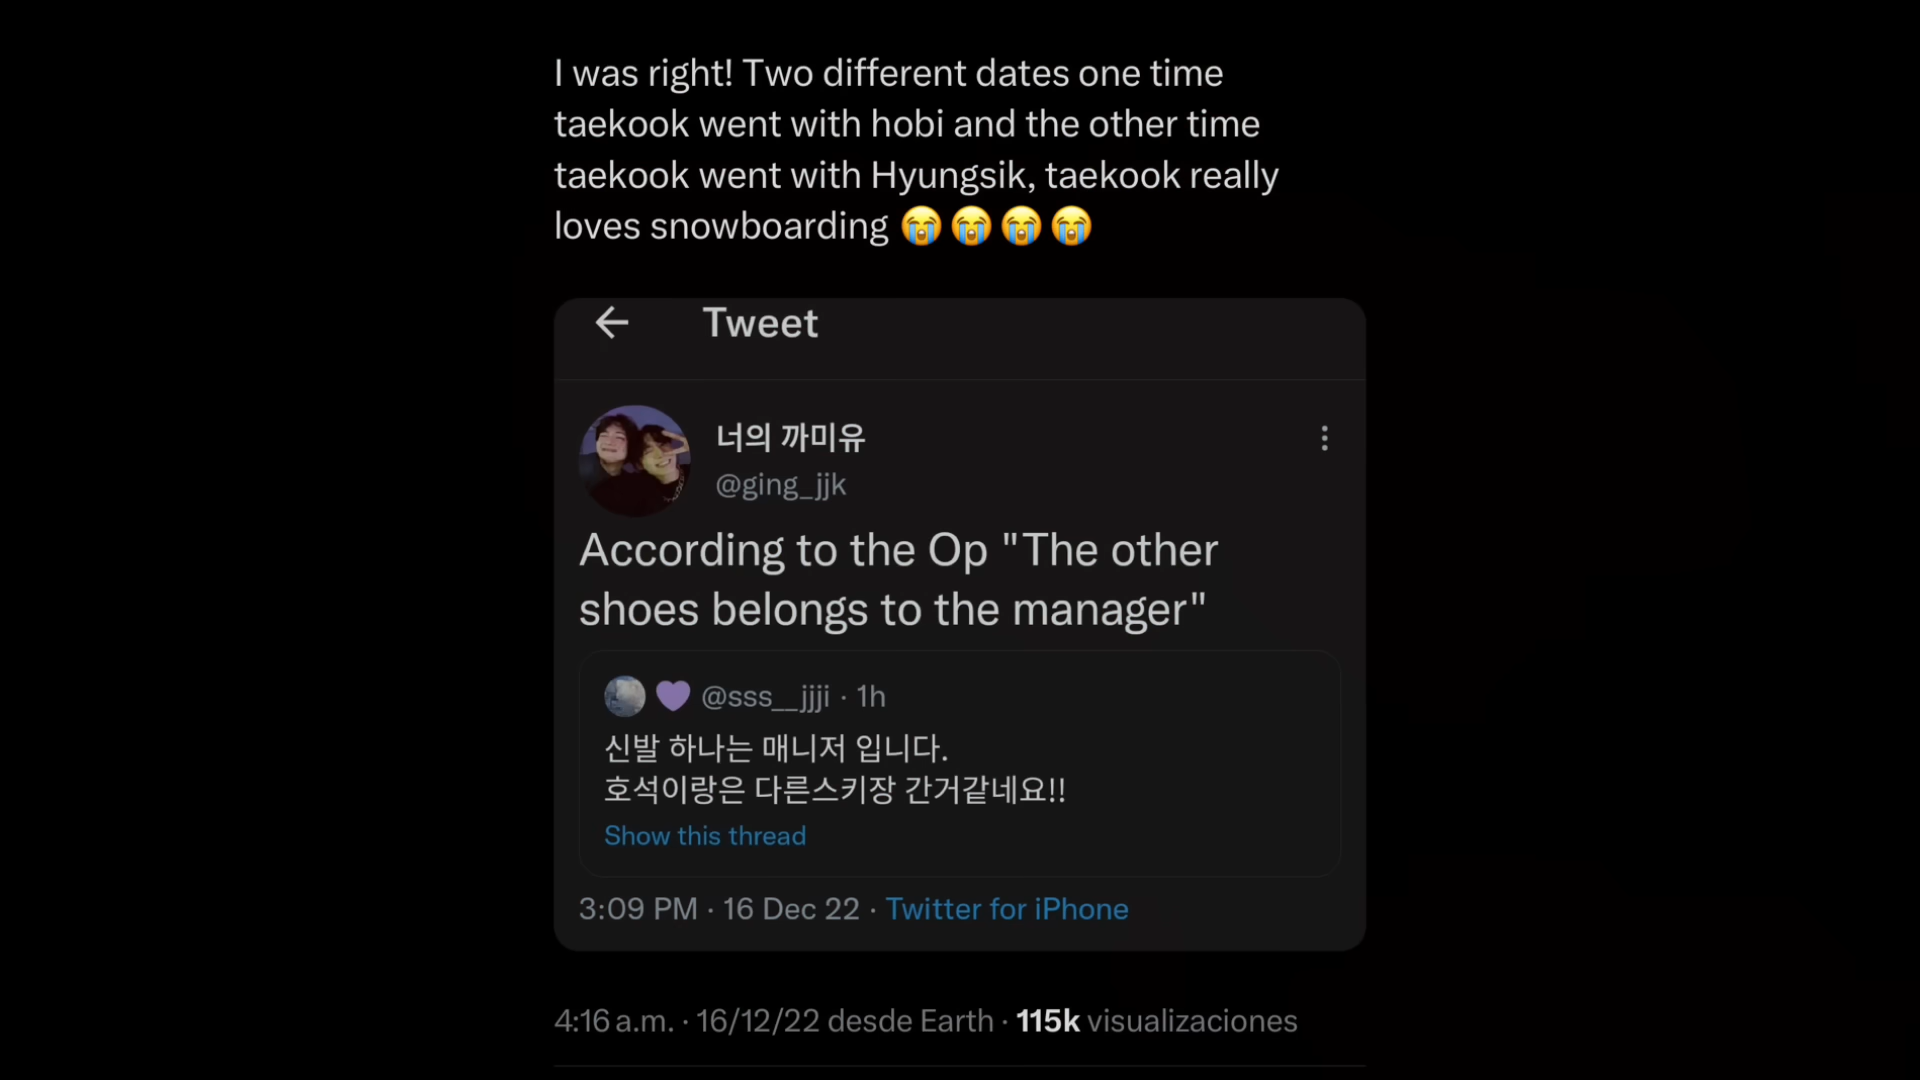 I was right! Two different dates one time
taekook went with hobi and the other time
taekook went with Hyungsik, taekook really
loves snowboarding 😭😭😭😭
← Tweet
너의 까미유
@ging_jjk
According to the Op "The other
shoes belongs to the manager"
💜 @sss__jjji · 1h
신발 하나는 매니저 입니다.
호석이랑은 다른스키장 간거같네요!!
Show this thread
3:09 PM · 16 Dec 22 · Twitter for iPhone
4:16 a.m. · 16/12/22 desde Earth · 115k visualizaciones